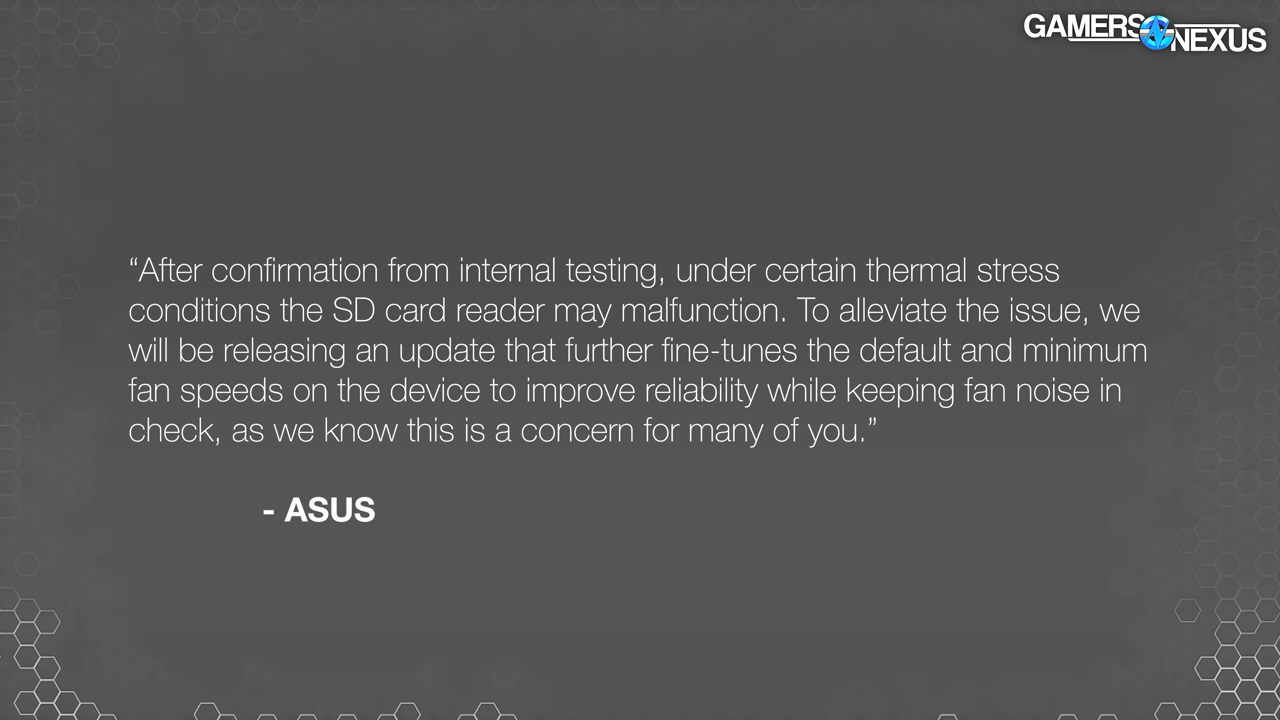 GAMERS NEXUS
“After confirmation from internal testing, under certain thermal stress
conditions the SD card reader may malfunction. To alleviate the issue, we
will be releasing an update that further fine-tunes the default and minimum
fan speeds on the device to improve reliability while keeping fan noise in
check, as we know this is a concern for many of you.”
- ASUS